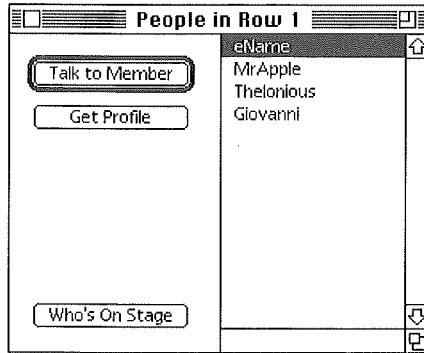 People in Row 1
Talk to Member
Get Profile
Who's On Stage
eName
MrApple
Thelonious
Giovanni